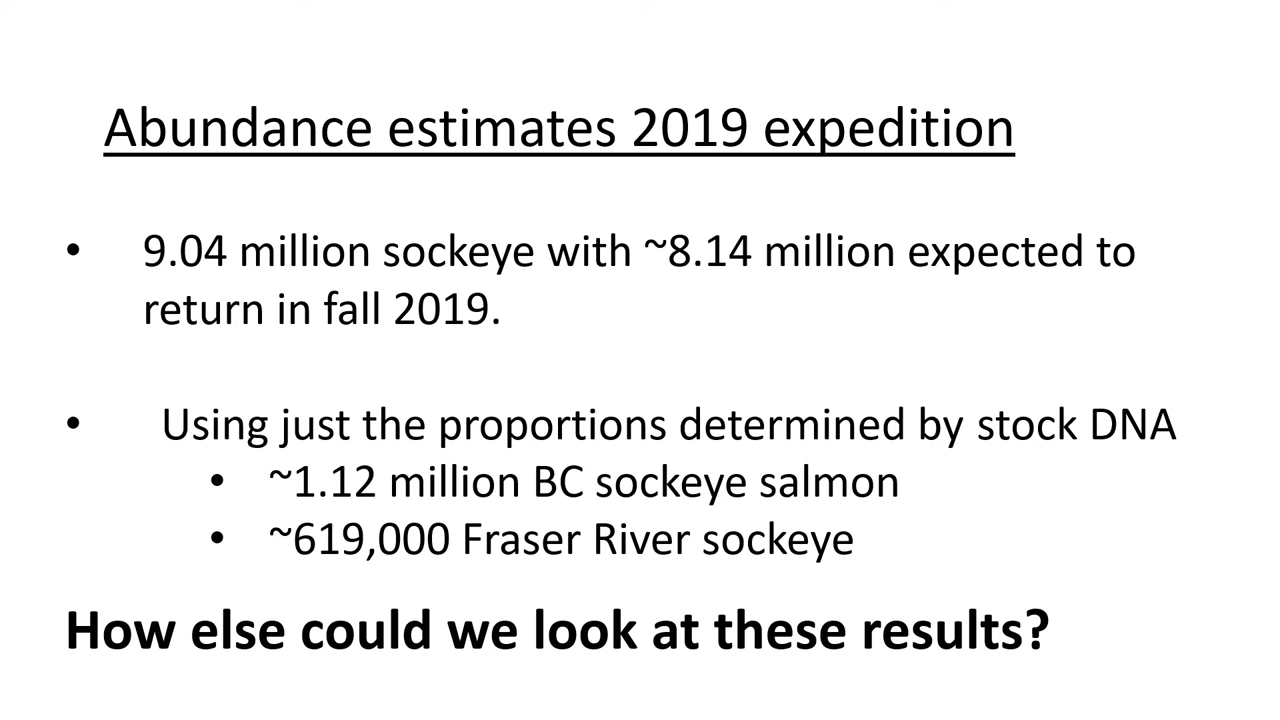 Abundance estimates 2019 expedition
• 9.04 million sockeye with ~8.14 million expected to
return in fall 2019.
• Using just the proportions determined by stock DNA
• ~1.12 million BC sockeye salmon
• ~619,000 Fraser River sockeye
How else could we look at these results?